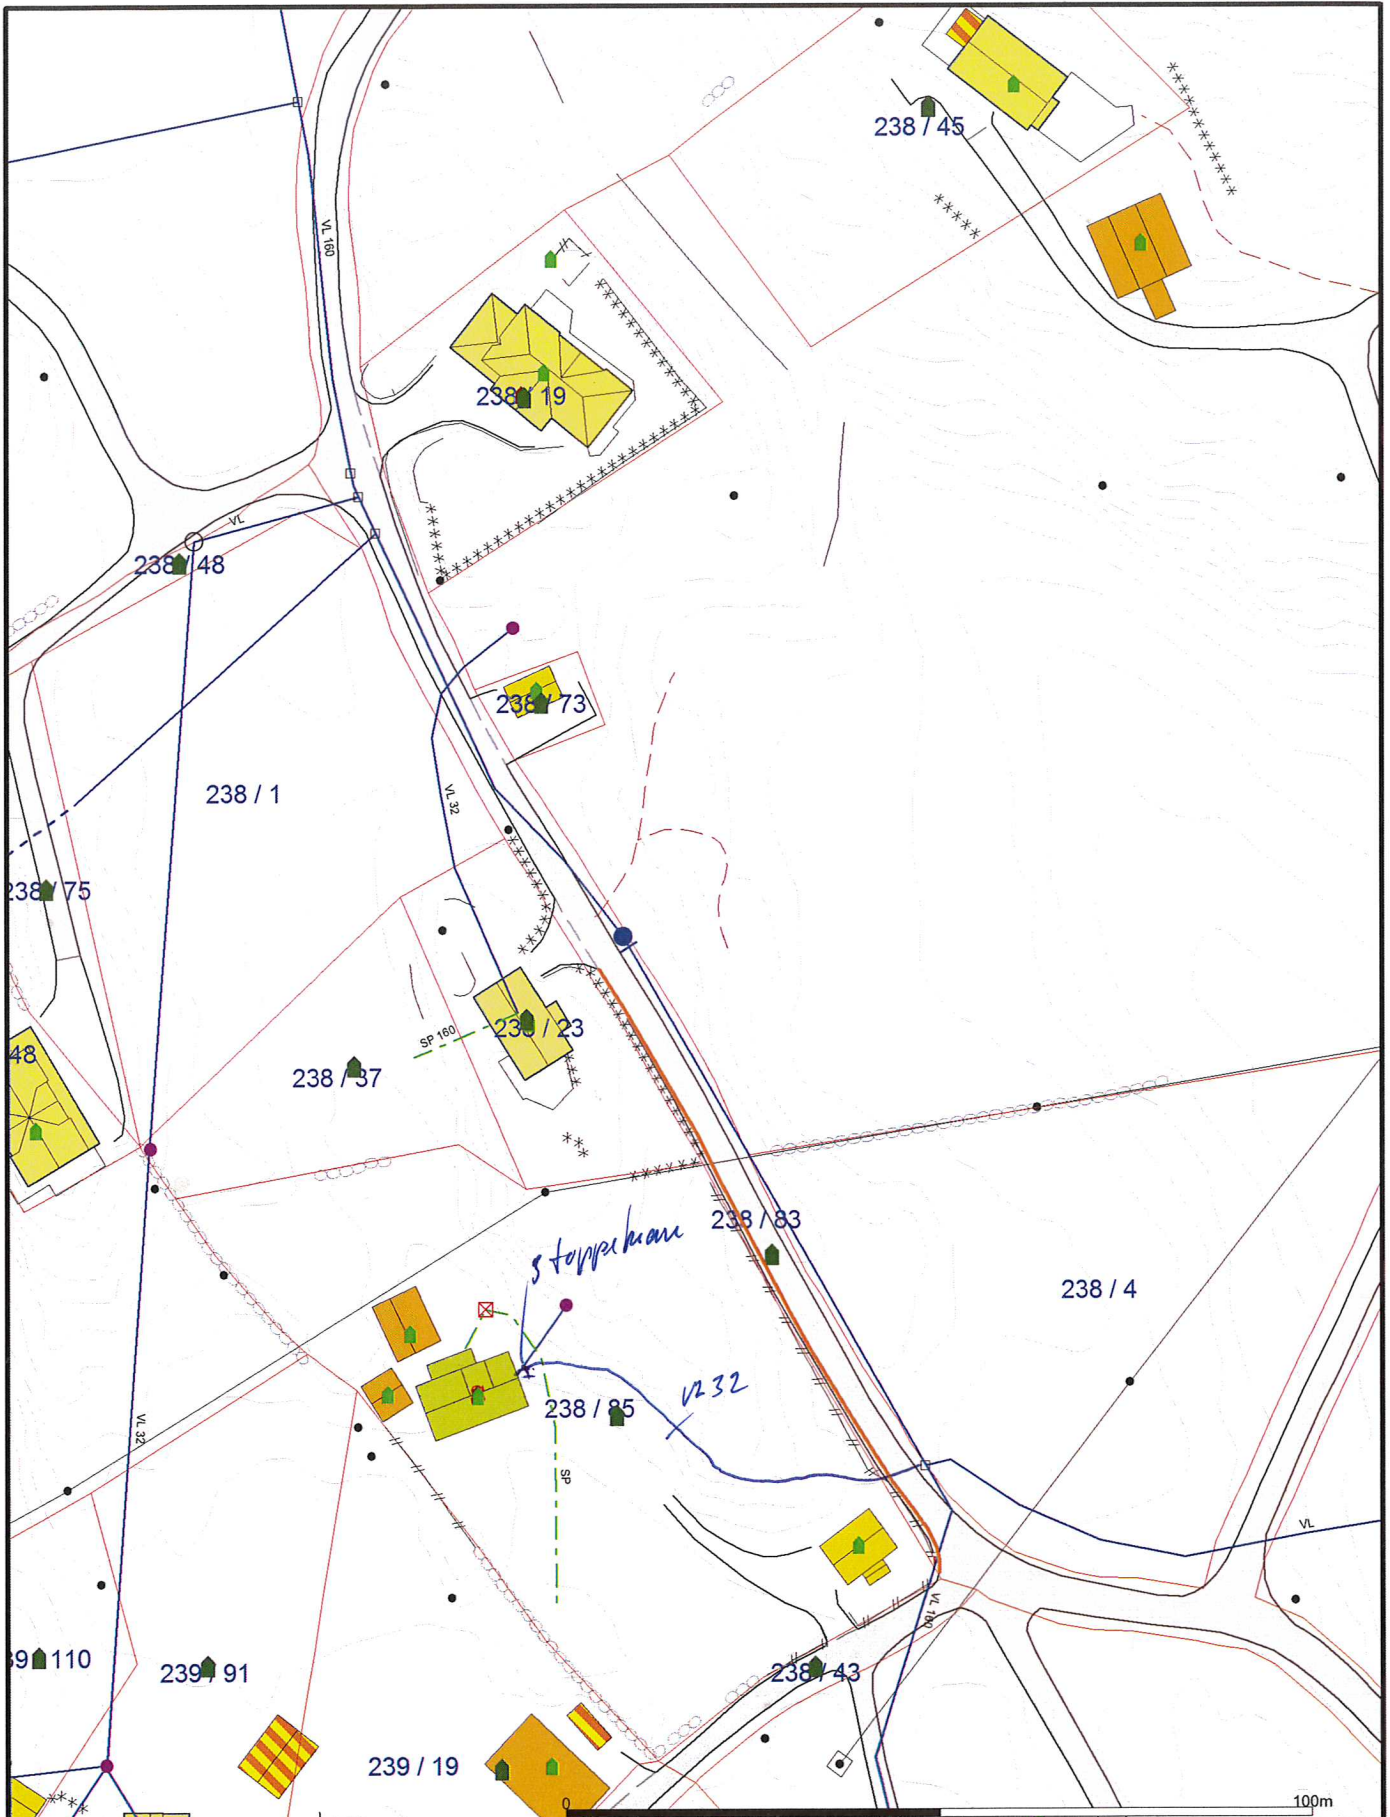 238 / 45
VL 160
238 / 19
VL
238 / 48
238 / 73
238 / 1
VL 32
238 / 75
SP 160
238 / 23
48
238 / 37
238 / 83
stoppekran
238 / 4
VL 32
VL 32
238 / 85
SP
VL
VL 160
39 / 110
239 / 91
238 / 43
239 / 19
0
100m